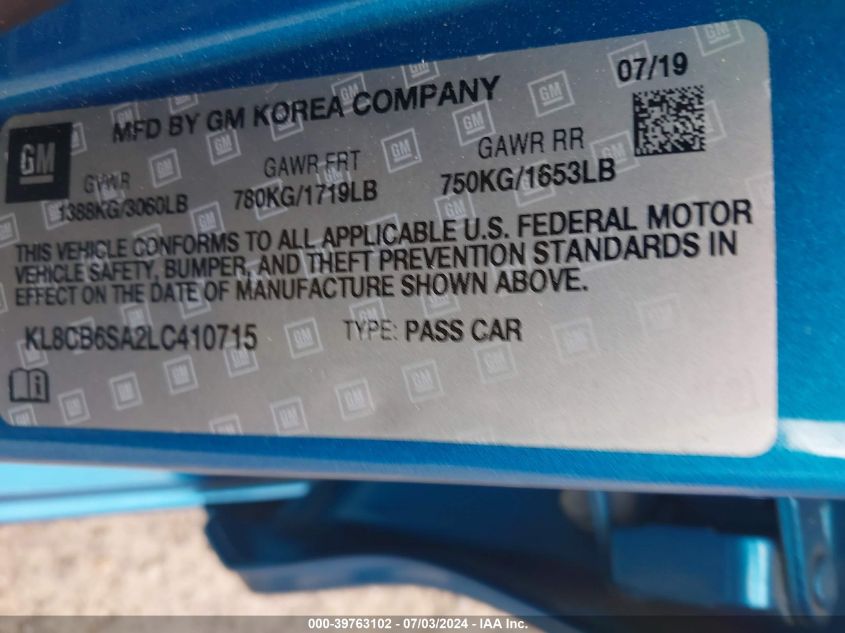 07/19
MFD BY GM KOREA COMPANY
GM
GVWR
1388KG/3060LB
GAWR FRT
780KG/1719LB
GAWR RR
750KG/1653LB
THIS VEHICLE CONFORMS TO ALL APPLICABLE U.S. FEDERAL MOTOR
VEHICLE SAFETY, BUMPER, AND THEFT PREVENTION STANDARDS IN
EFFECT ON THE DATE OF MANUFACTURE SHOWN ABOVE.
KL8CB6SA2LC410715 TYPE: PASS CAR
000-39763102 - 07/03/2024 - IAA Inc.